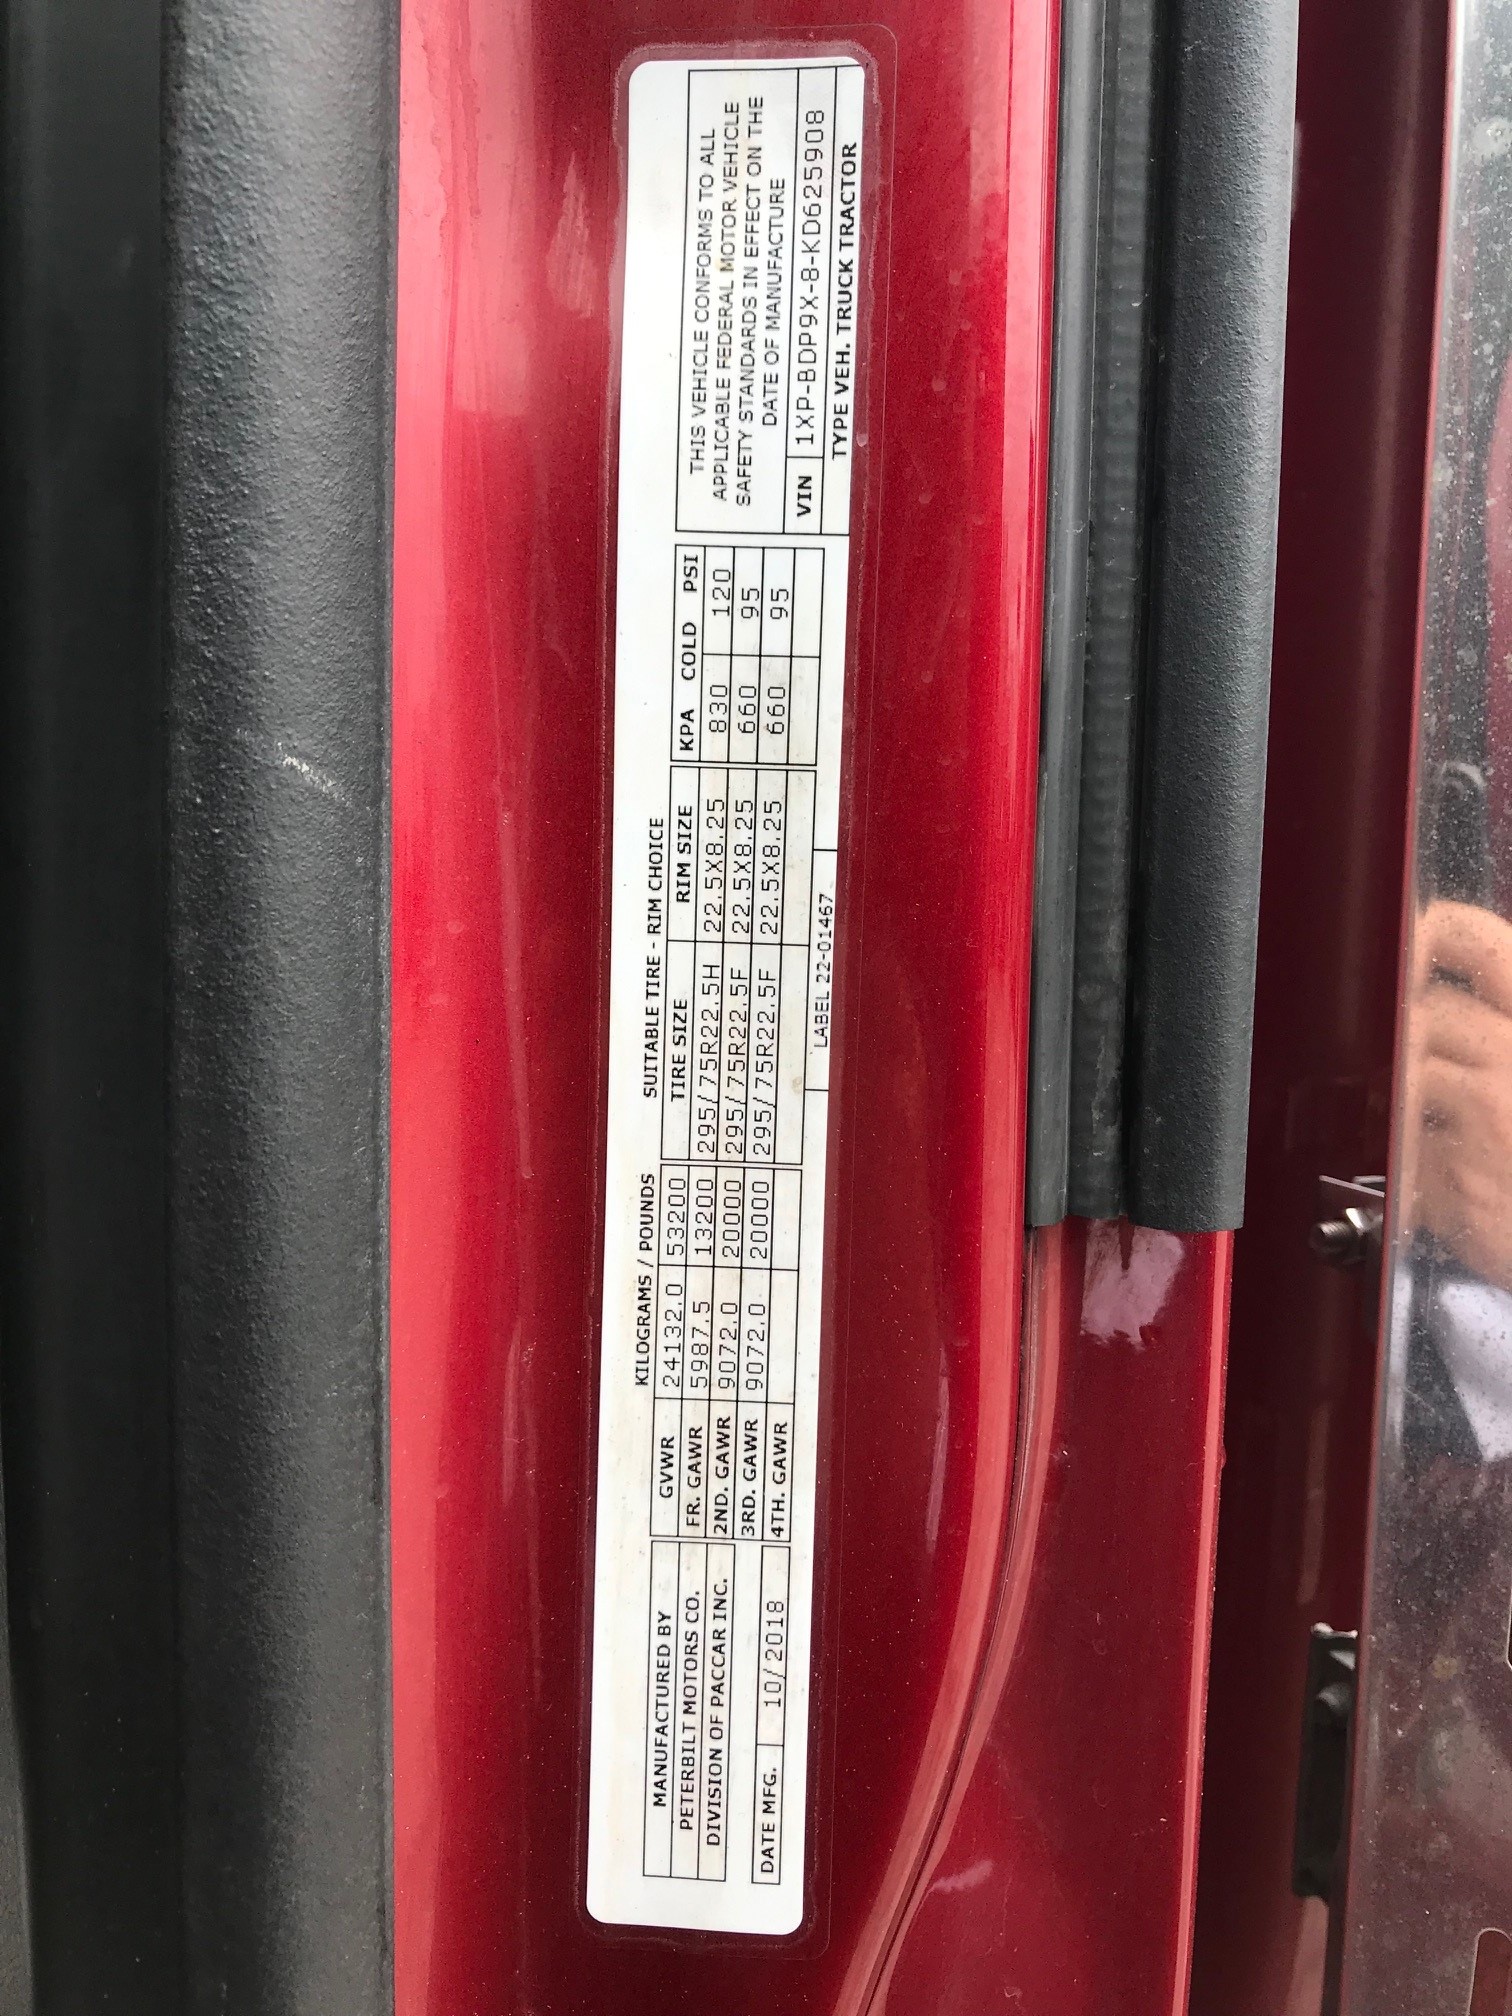 MANUFACTURED BY
PETERBILT MOTORS CO.
DIVISION OF PACCAR INC.
DATE MFG. 10/2018
KILOGRAMS / POUNDS
GVWR 24132.0 53200
FR. GAWR 5987.5 13200
2ND. GAWR 9072.0 20000
3RD. GAWR 9072.0 20000
4TH. GAWR
SUITABLE TIRE - RIM CHOICE
TIRE SIZE RIM SIZE KPA COLD PSI
295/75R22.5H 22.5X8.25 830 120
295/75R22.5F 22.5X8.25 660 95
295/75R22.5F 22.5X8.25 660 95
LABEL 22-01467
THIS VEHICLE CONFORMS TO ALL
APPLICABLE FEDERAL MOTOR VEHICLE
SAFETY STANDARDS IN EFFECT ON THE
DATE OF MANUFACTURE
VIN 1XP-BDP9X-8-KD625908
TYPE VEH. TRUCK TRACTOR